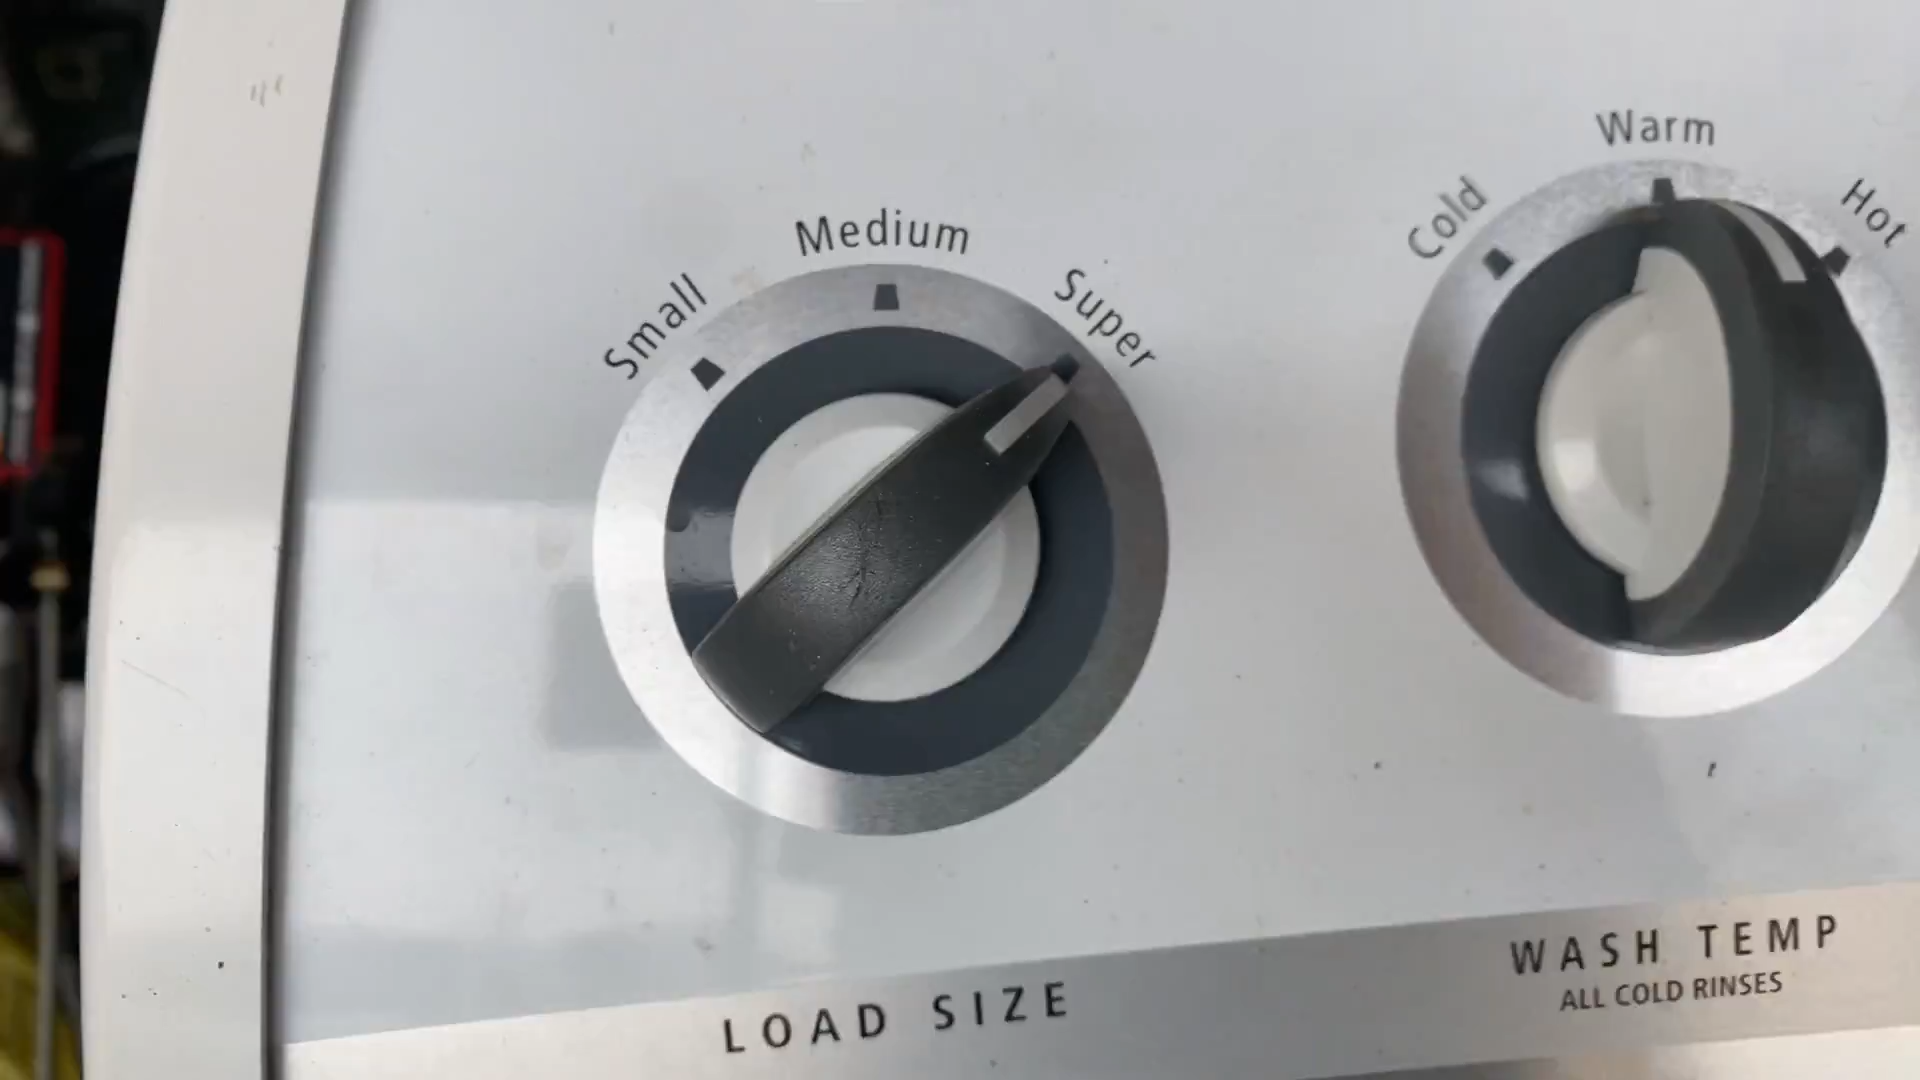 Small
Medium
Super
LOAD SIZE
Cold
Warm
Hot
WASH TEMP
ALL COLD RINSES